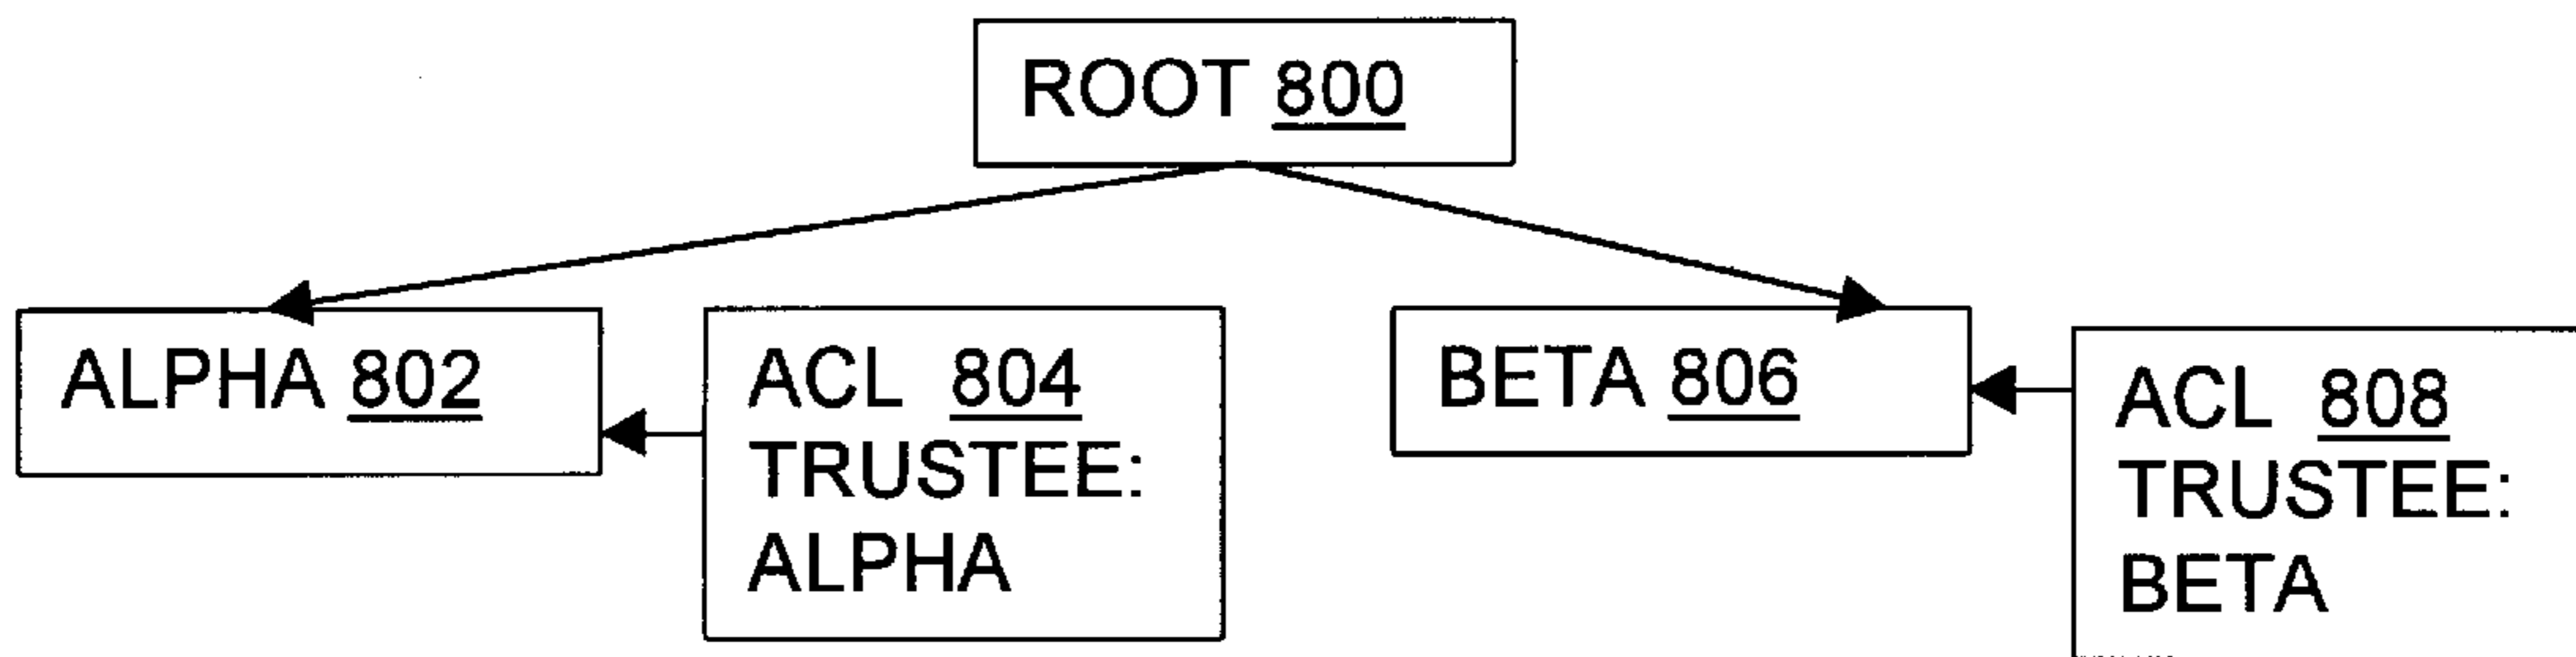 ROOT 800
ALPHA 802
ACL 804
TRUSTEE:
ALPHA
BETA 806
ACL 808
TRUSTEE:
BETA